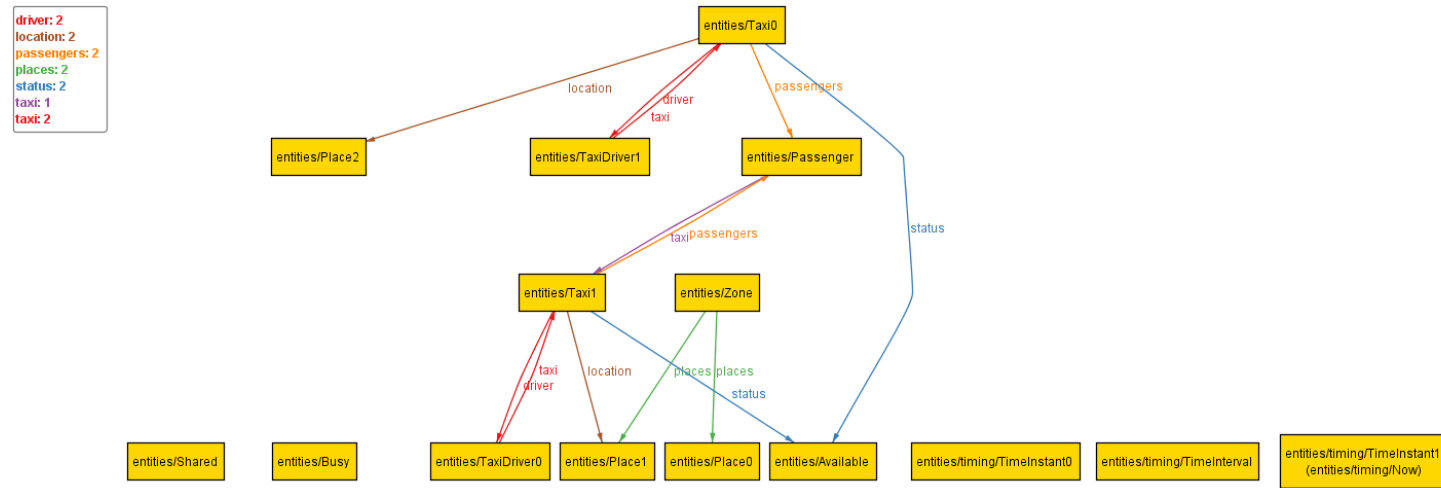 driver: 2
location: 2
passengers: 2
places: 2
status: 2
taxi: 1
taxi: 2
entities/Taxi0
location
driver
taxi
passengers
entities/Place2
entities/TaxiDriver1
entities/Passenger
status
taxi
passengers
entities/Taxi1
entities/Zone
taxi
driver
location
places
places
status
entities/Shared
entities/Busy
entities/TaxiDriver0
entities/Place1
entities/Place0
entities/Available
entities/timing/TimeInstant0
entities/timing/TimeInterval
entities/timing/TimeInstant1
(entities/timing/Now)